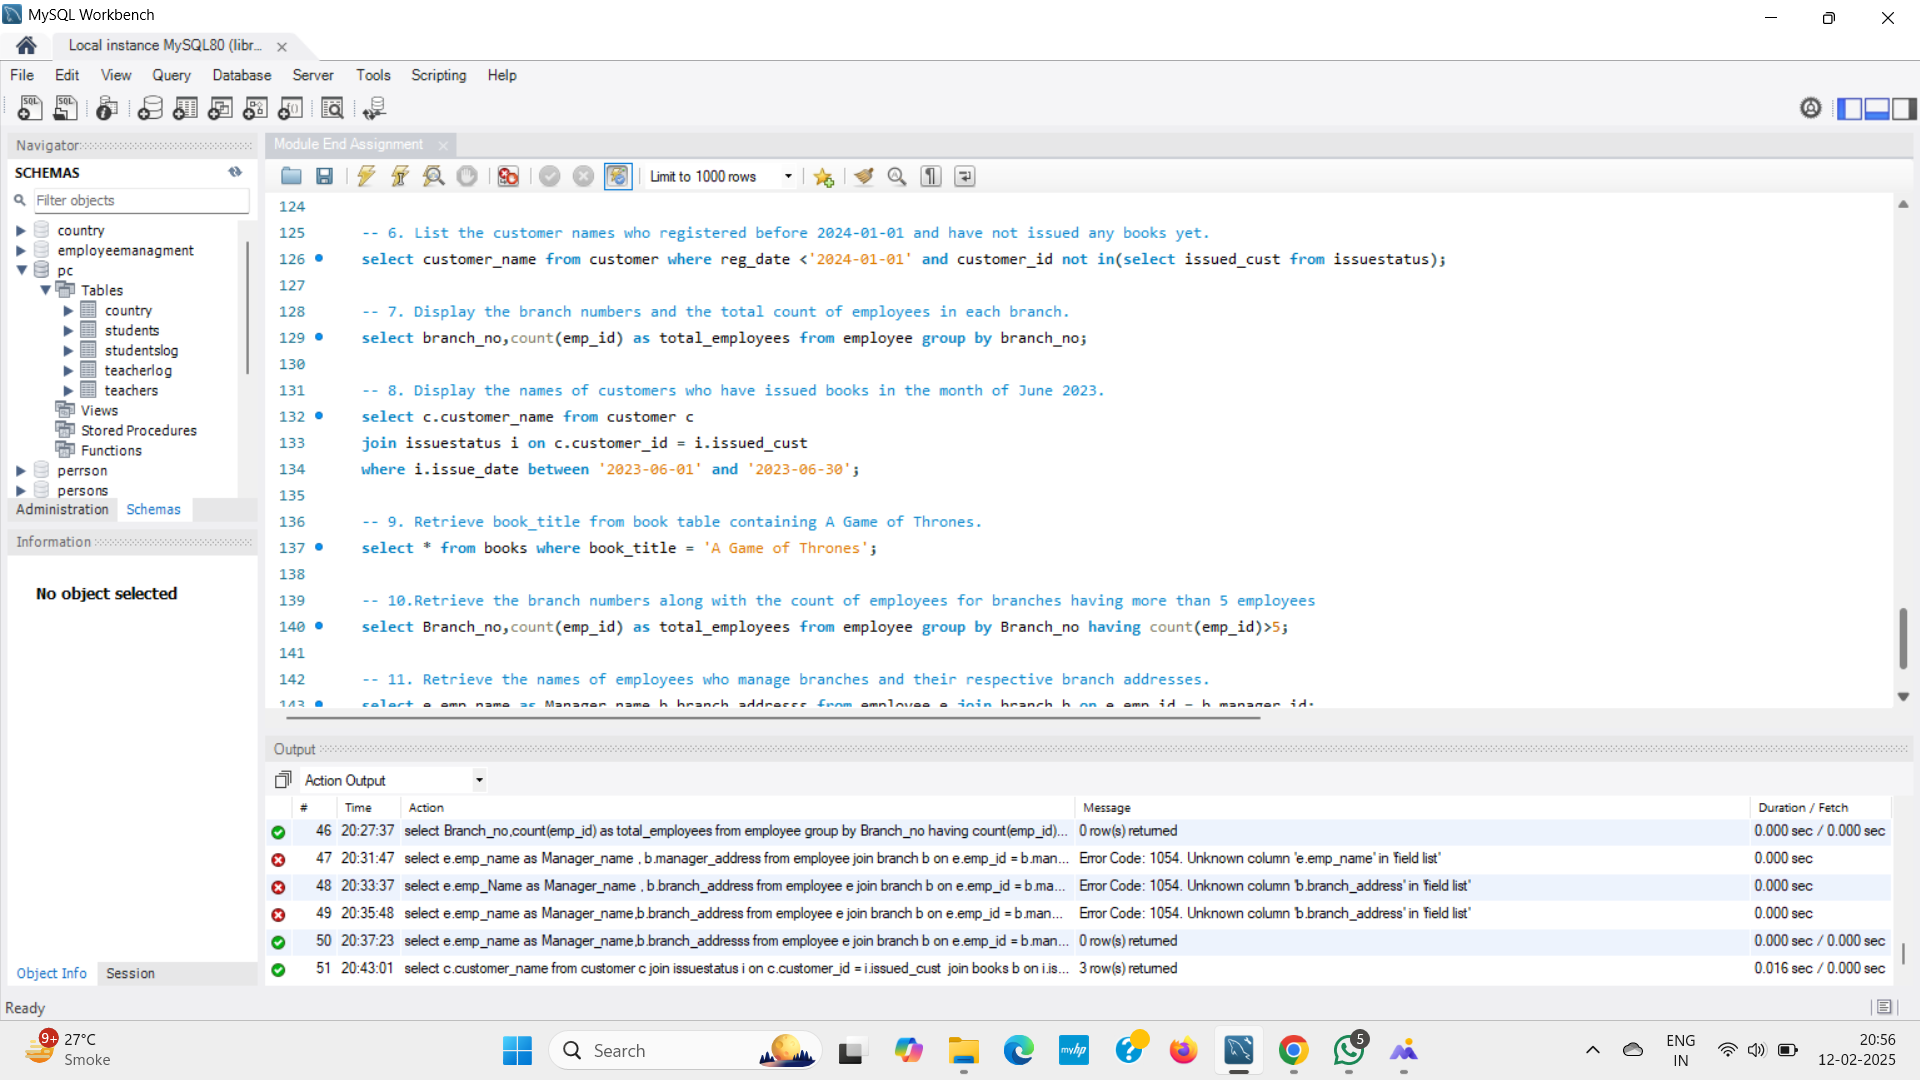 MySQL Workbench
Local instance MySQL80 (libr...
File Edit View Query Database Server Tools Scripting Help
Navigator
SCHEMAS
Filter objects
country
employeemanagment
pc
Tables
country
students
studentslog
teacherlog
teachers
Views
Stored Procedures
Functions
perrson
persons
Administration Schemas
Information
No object selected
Object Info Session
Ready
Module End Assignment
Limit to 1000 rows
124
125 -- 6. List the customer names who registered before 2024-01-01 and have not issued any books yet.
126 select customer_name from customer where reg_date <'2024-01-01' and customer_id not in(select issued_cust from issuestatus);
127
128 -- 7. Display the branch numbers and the total count of employees in each branch.
129 select branch_no,count(emp_id) as total_employees from employee group by branch_no;
130
131 -- 8. Display the names of customers who have issued books in the month of June 2023.
132 select c.customer_name from customer c
133 join issuestatus i on c.customer_id = i.issued_cust
134 where i.issue_date between '2023-06-01' and '2023-06-30';
135
136 -- 9. Retrieve book_title from book table containing A Game of Thrones.
137 select * from books where book_title = 'A Game of Thrones';
138
139 -- 10.Retrieve the branch numbers along with the count of employees for branches having more than 5 employees
140 select Branch_no,count(emp_id) as total_employees from employee group by Branch_no having count(emp_id)>5;
141
142 -- 11. Retrieve the names of employees who manage branches and their respective branch addresses.
143 select e.emp_name as Manager_name,b.branch_addresss from employee e join branch b on e.emp_id = b.manager_id;
Output
Action Output
# Time Action Message Duration / Fetch
46 20:27:37 select Branch_no,count(emp_id) as total_employees from employee group by Branch_no having count(emp_id)... 0 row(s) returned 0.000 sec / 0.000 sec
47 20:31:47 select e.emp_name as Manager_name , b.manager_address from employee join branch b on e.emp_id = b.man... Error Code: 1054. Unknown column 'e.emp_name' in 'field list' 0.000 sec
48 20:33:37 select e.emp_Name as Manager_name , b.branch_address from employee e join branch b on e.emp_id = b.ma... Error Code: 1054. Unknown column 'b.branch_address' in 'field list' 0.000 sec
49 20:35:48 select e.emp_name as Manager_name,b.branch_address from employee e join branch b on e.emp_id = b.man... Error Code: 1054. Unknown column 'b.branch_address' in 'field list' 0.000 sec
50 20:37:23 select e.emp_name as Manager_name,b.branch_addresss from employee e join branch b on e.emp_id = b.man... 0 row(s) returned 0.000 sec / 0.000 sec
51 20:43:01 select c.customer_name from customer c join issuestatus i on c.customer_id = i.issued_cust join books b on i.is... 3 row(s) returned 0.016 sec / 0.000 sec
9+ 27°C
Smoke
Search
myhp
5
ENG
IN
20:56
12-02-2025